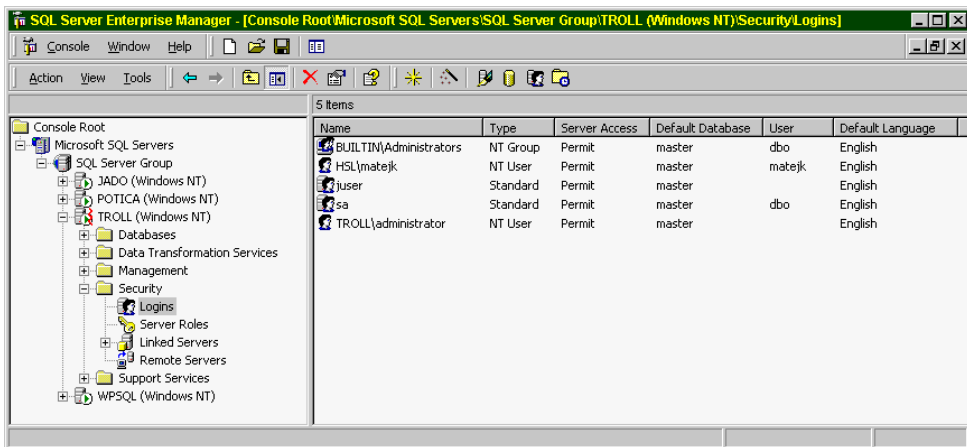 SQL Server Enterprise Manager - [Console Root\Microsoft SQL Servers\SQL Server Group\TROLL (Windows NT)\Security\Logins]
Console Window Help
Action View Tools
5 Items
Console Root
Microsoft SQL Servers
SQL Server Group
JADO (Windows NT)
POTICA (Windows NT)
TROLL (Windows NT)
Databases
Data Transformation Services
Management
Security
Logins
Server Roles
Linked Servers
Remote Servers
Support Services
WPSQL (Windows NT)
Name Type Server Access Default Database User Default Language
BUILTIN\Administrators NT Group Permit master dbo English
HSL\matejk NT User Permit master matejk English
juser Standard Permit master English
sa Standard Permit master dbo English
TROLL\administrator NT User Permit master English